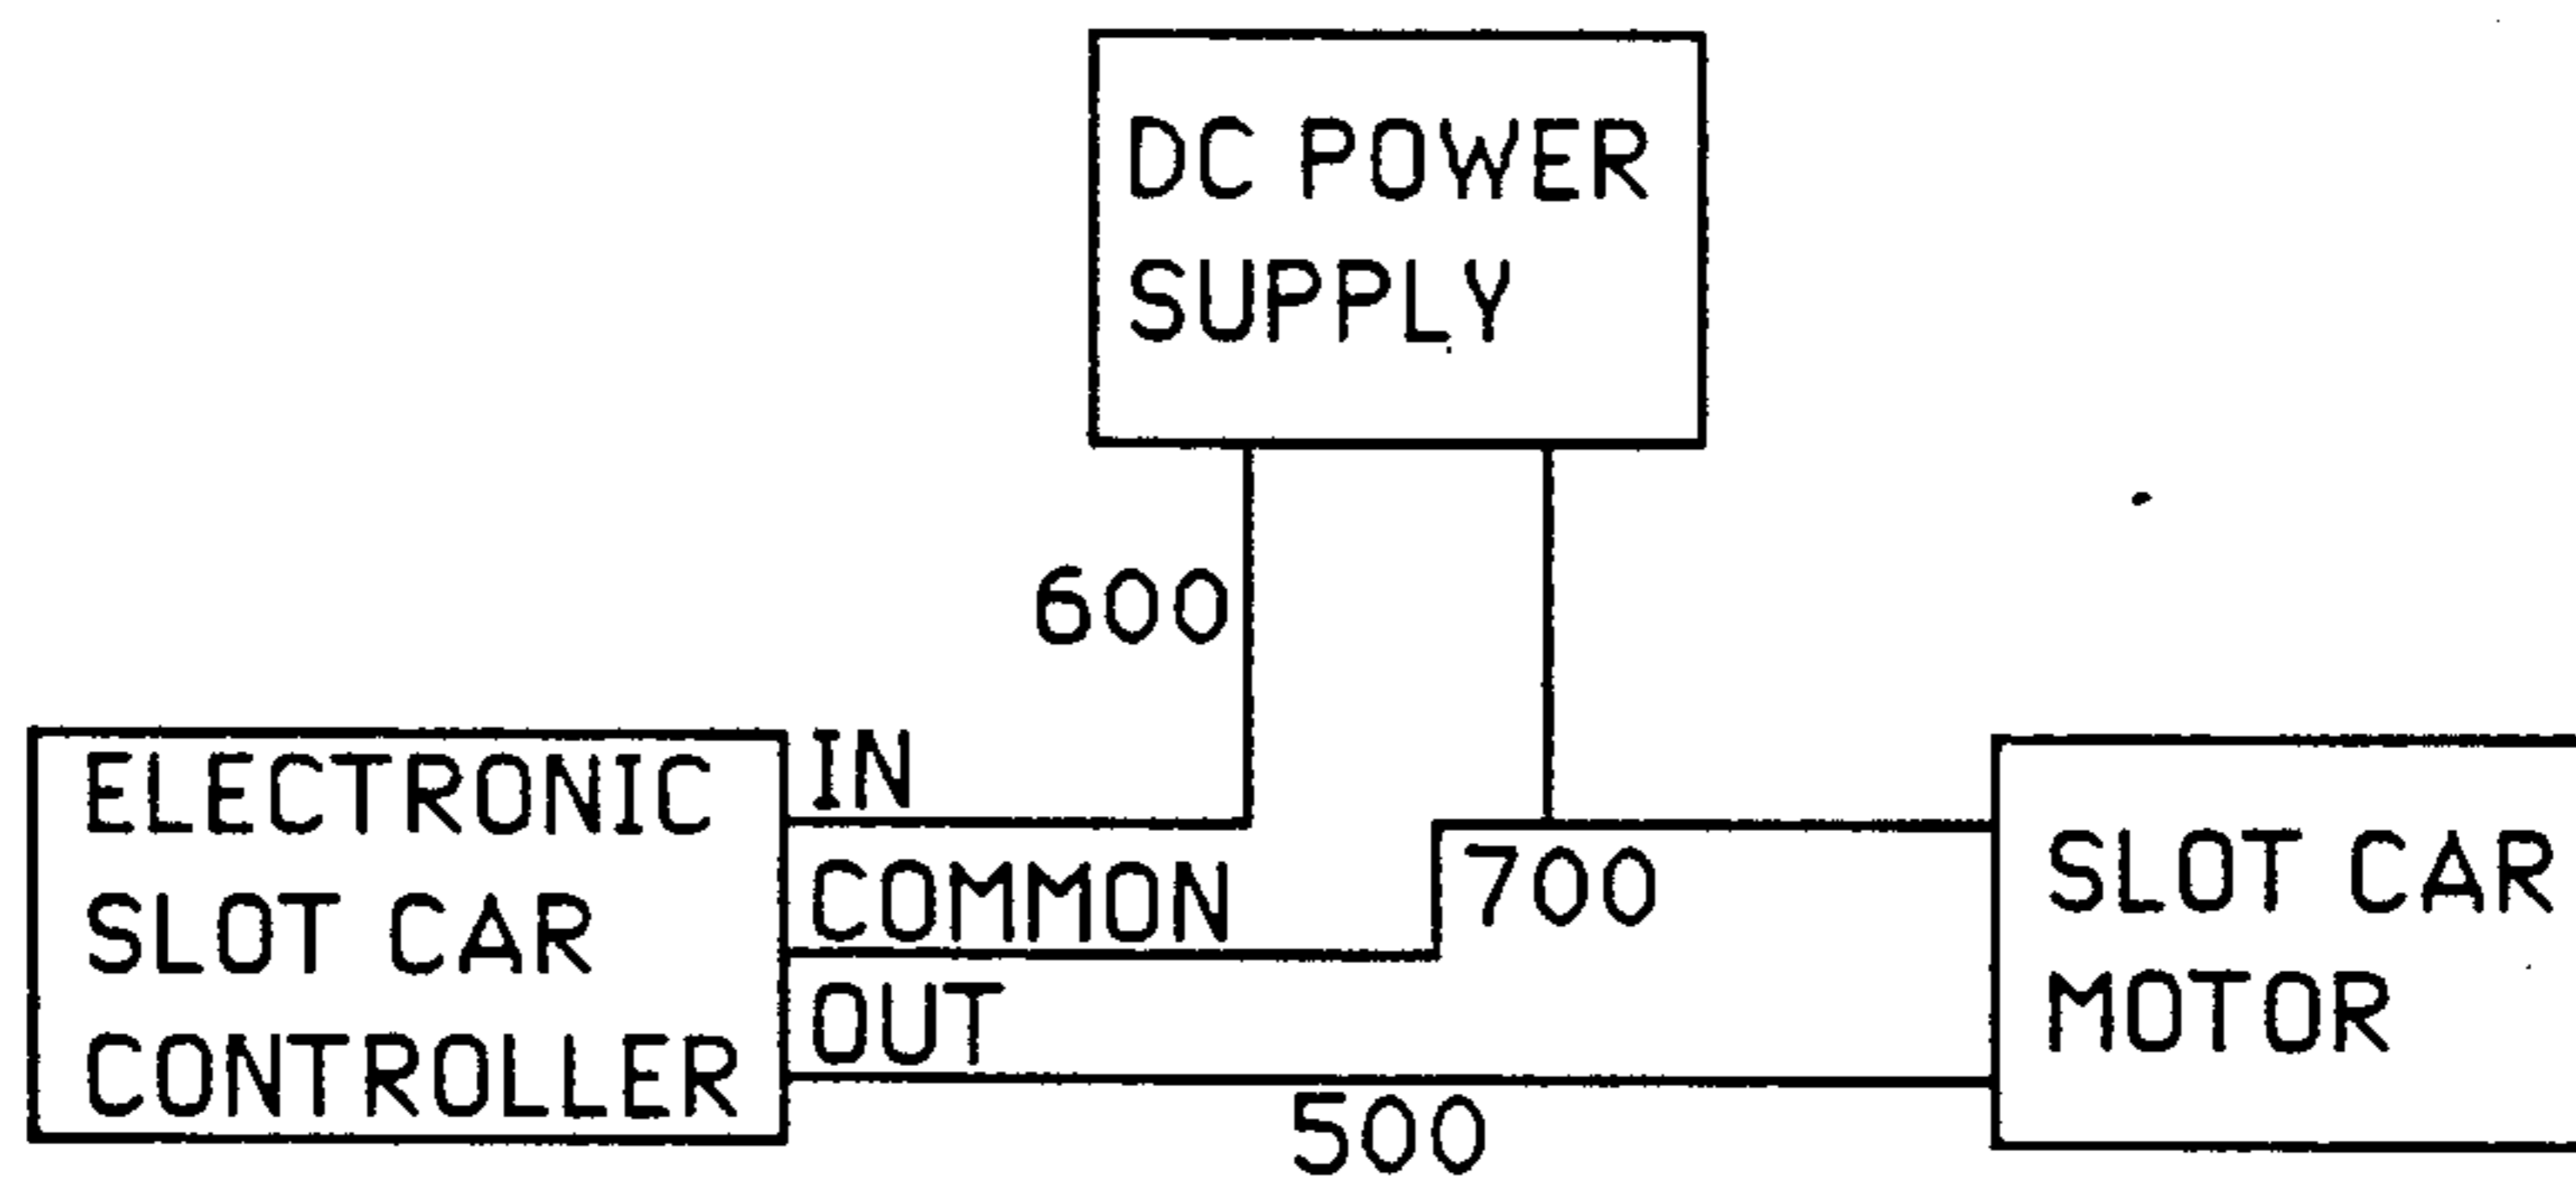 DC POWER
SUPPLY
600
IN
ELECTRONIC
SLOT CAR
CONTROLLER
COMMON
700
OUT
500
SLOT CAR
MOTOR